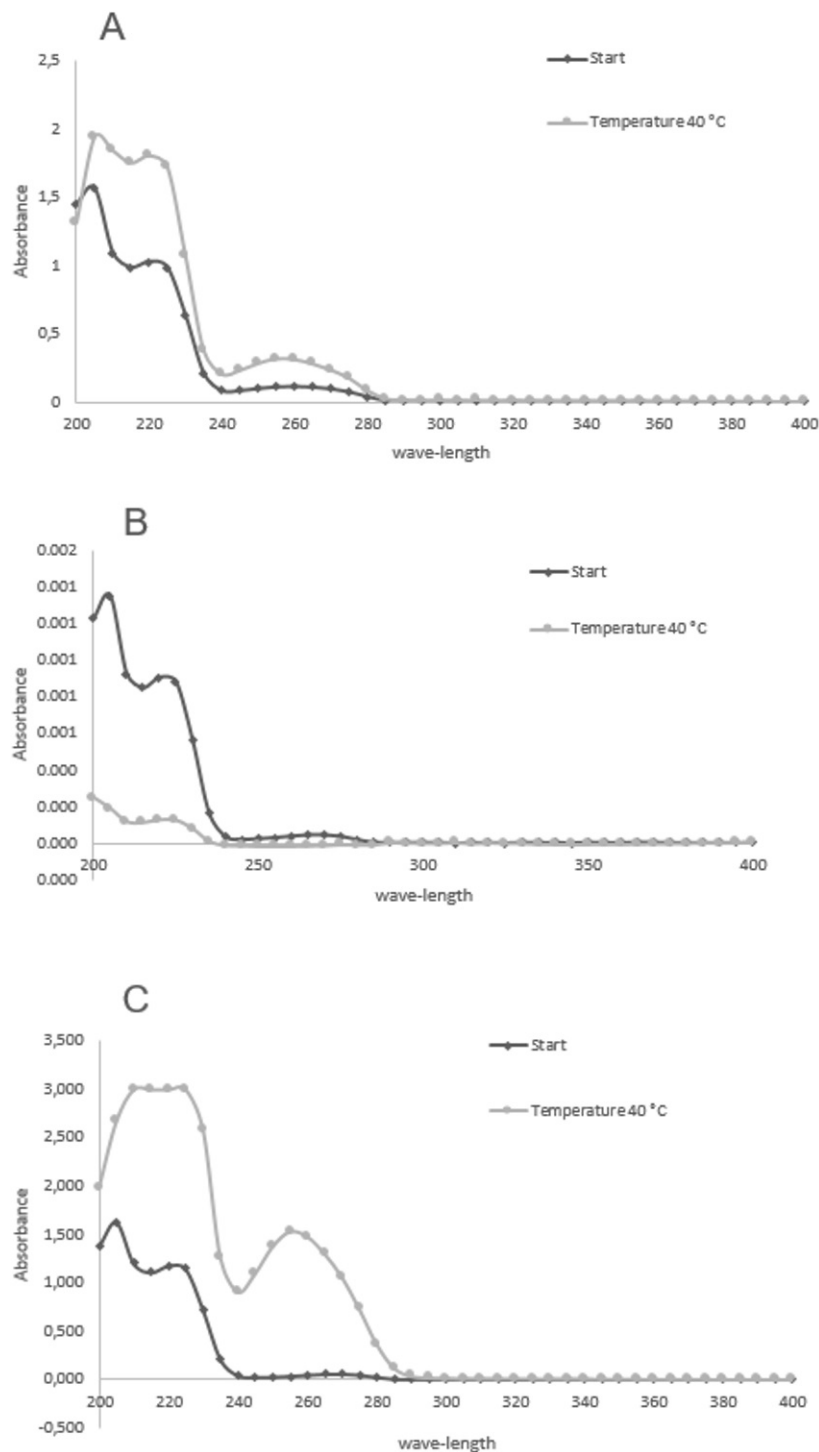 A
2,5
2
1,5
1
0,5
0
Absorbance
Start
Temperature 40 °C
200 220 240 260 280 300 320 340 360 380 400
wave-length
B
0.002
0.001
0.001
0.001
0.001
0.001
0.000
0.000
0.000
0.000
Absorbance
Start
Temperature 40 °C
200 250 300 350 400
wave-length
C
3,500
3,000
2,500
2,000
1,500
1,000
0,500
0,000
-0,500
Absorbance
Start
Temperature 40 °C
200 220 240 260 280 300 320 340 360 380 400
wave-length